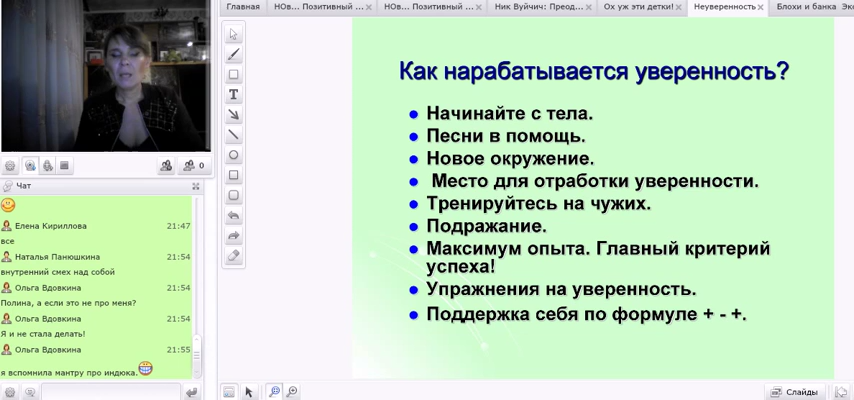 Главная
НОв... Позитивный ...
НОв... Позитивный ...
Ник Вуйчич: Преод...
Ох уж эти детки!
Неуверенность
Блохи и банка
Экс
Как нарабатывается уверенность?
Начинайте с тела.
Песни в помощь.
Новое окружение.
Место для отработки уверенности.
Тренируйтесь на чужих.
Подражание.
Максимум опыта. Главный критерий
успеха!
Упражнения на уверенность.
Поддержка себя по формуле + - +.
0
Чат
Елена Кириллова 21:47
все
Наталья Панюшкина 21:54
внутренний смех над собой
Ольга Вдовкина 21:54
Полина, а если это не про меня?
Ольга Вдовкина 21:54
Я и не стала делать!
Ольга Вдовкина 21:55
я вспомнила мантру про индюка.
T
Слайды